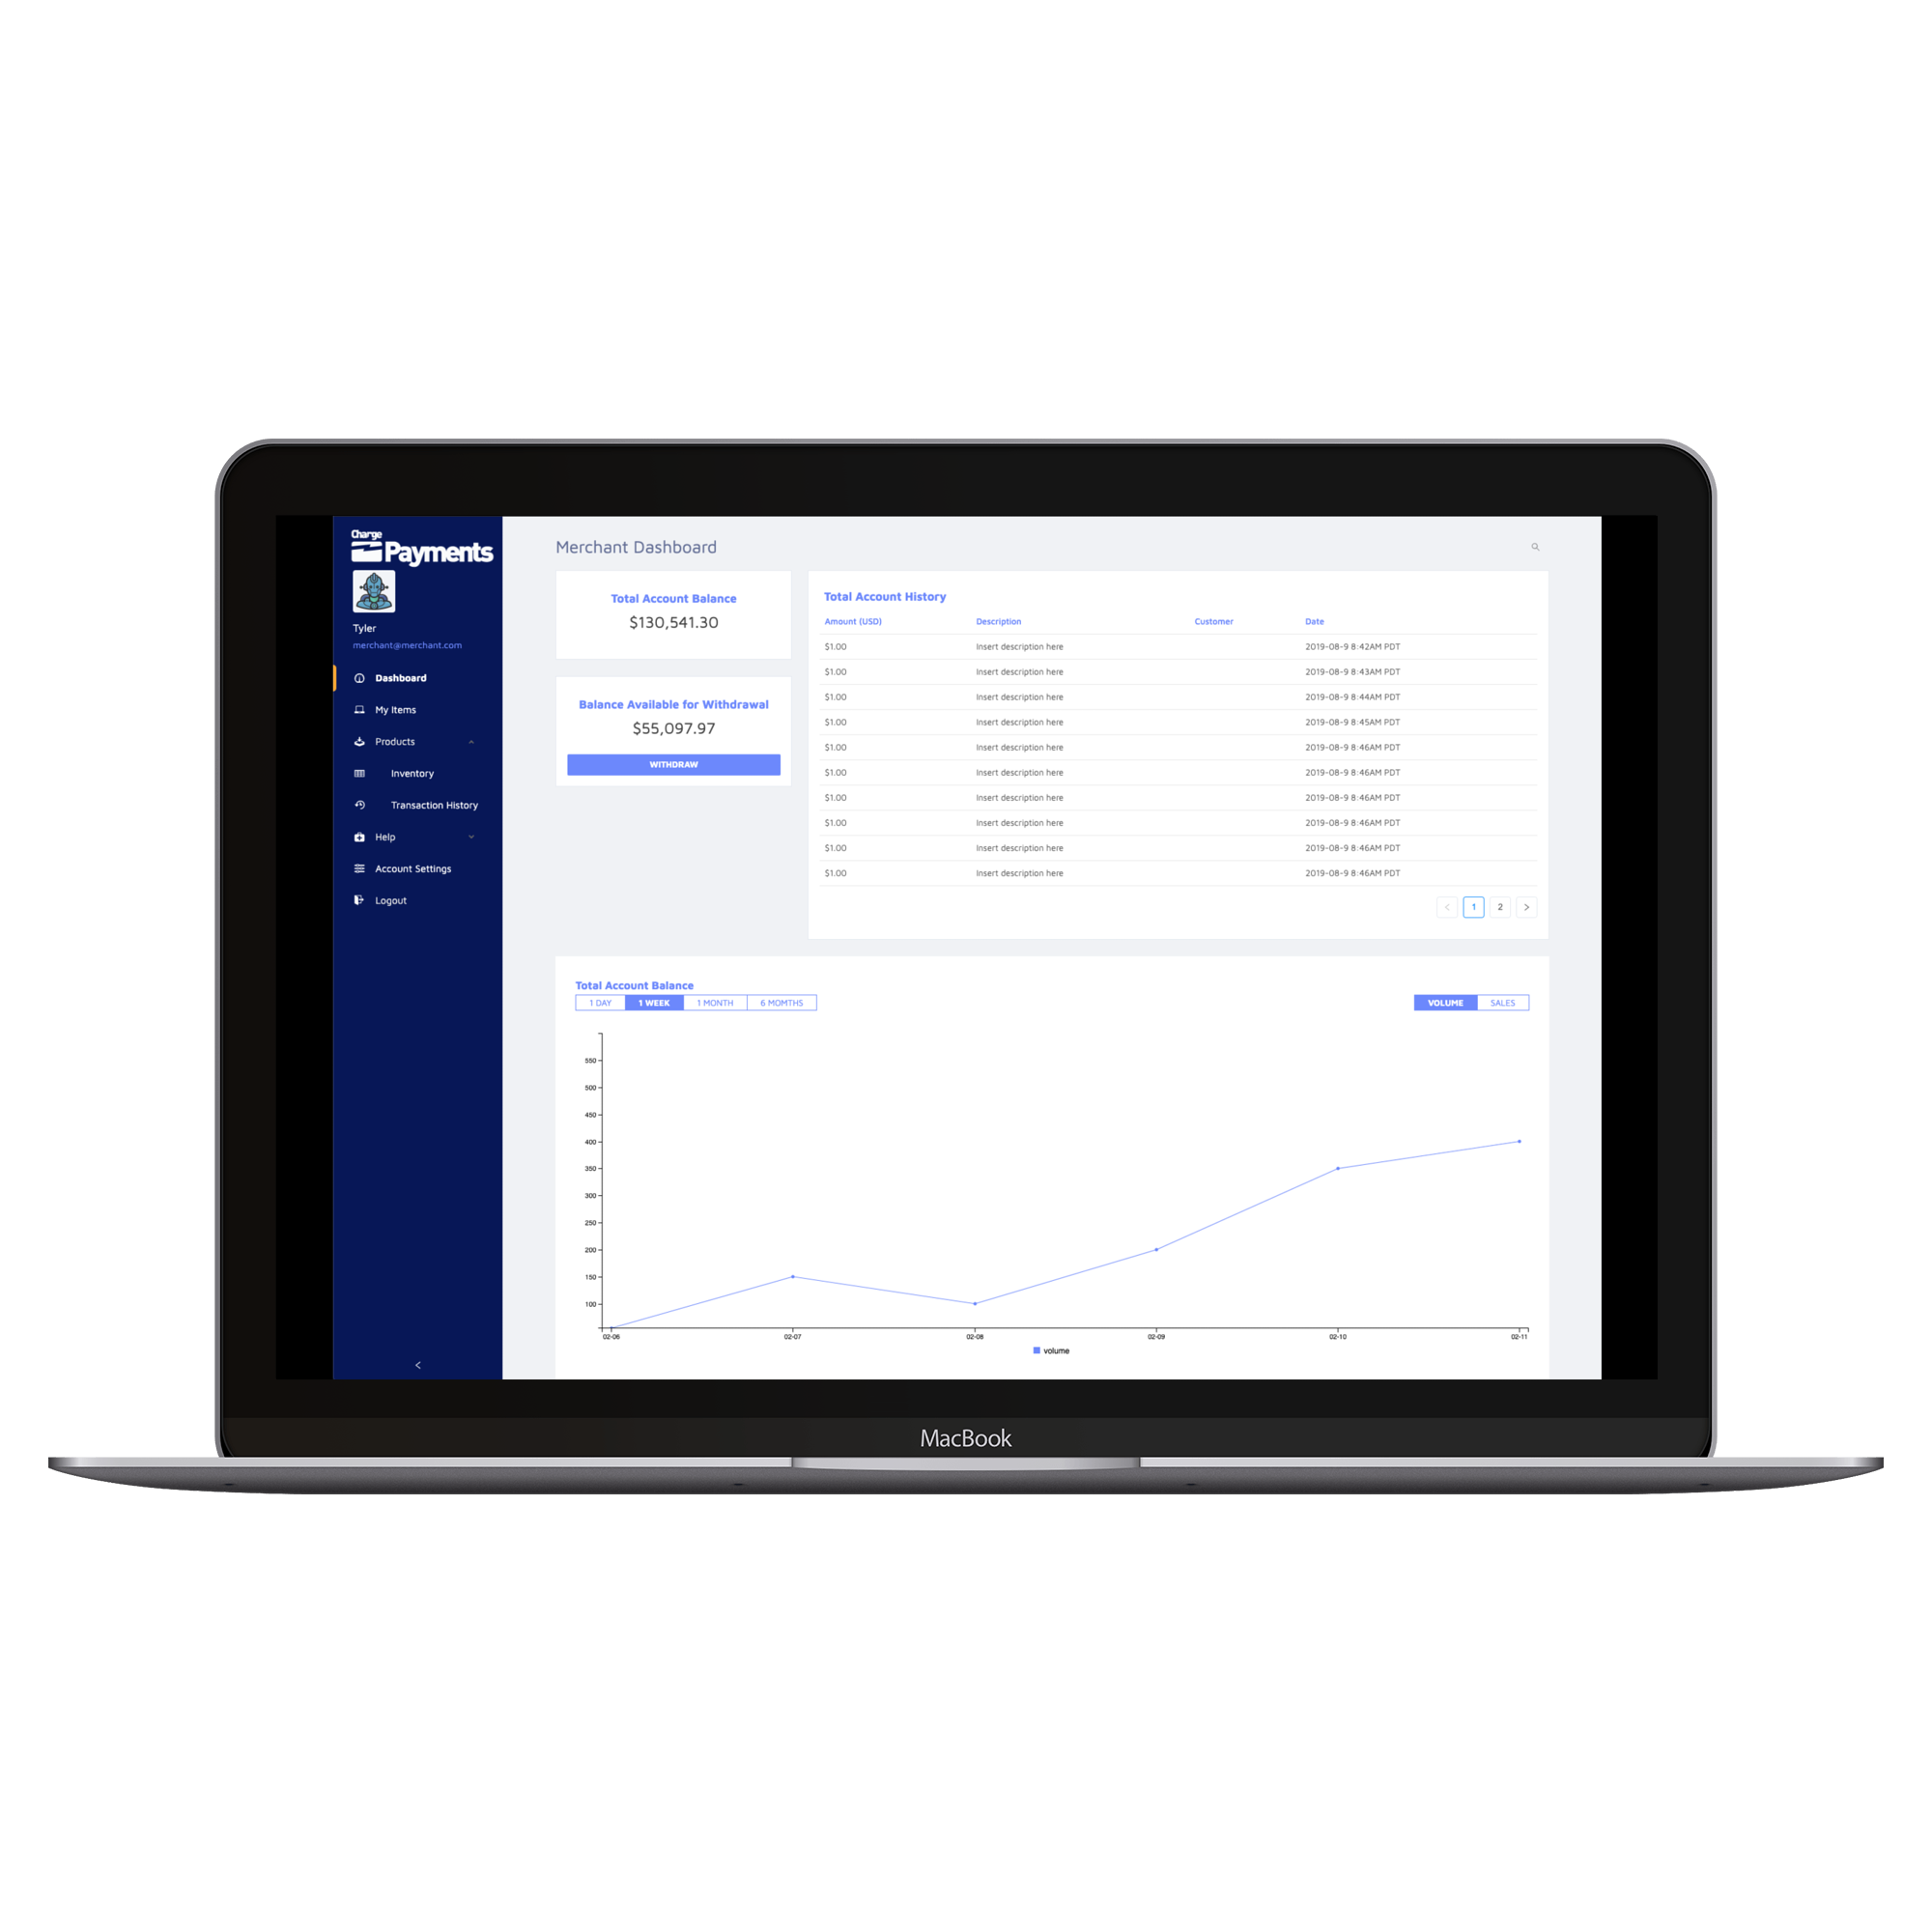 Charge
Payments
Tyler
merchant@merchant.com
Dashboard
My Items
Products
Inventory
Transaction History
Help
Account Settings
Logout
Merchant Dashboard
Total Account Balance
$130,541.30
Balance Available for Withdrawal
$55,097.97
WITHDRAW
Total Account History
Amount (USD) Description Customer Date
$1.00 Insert description here 2019-08-9 8:42AM PDT
$1.00 Insert description here 2019-08-9 8:43AM PDT
$1.00 Insert description here 2019-08-9 8:44AM PDT
$1.00 Insert description here 2019-08-9 8:45AM PDT
$1.00 Insert description here 2019-08-9 8:46AM PDT
$1.00 Insert description here 2019-08-9 8:46AM PDT
$1.00 Insert description here 2019-08-9 8:46AM PDT
$1.00 Insert description here 2019-08-9 8:46AM PDT
$1.00 Insert description here 2019-08-9 8:46AM PDT
$1.00 Insert description here 2019-08-9 8:46AM PDT
< 1 2 >
Total Account Balance
1 DAY 1 WEEK 1 MONTH 6 MOMTHS VOLUME SALES
550
500
450
400
350
300
250
200
150
100
02-06 02-07 02-08 02-09 02-10 02-11
volume
<
MacBook